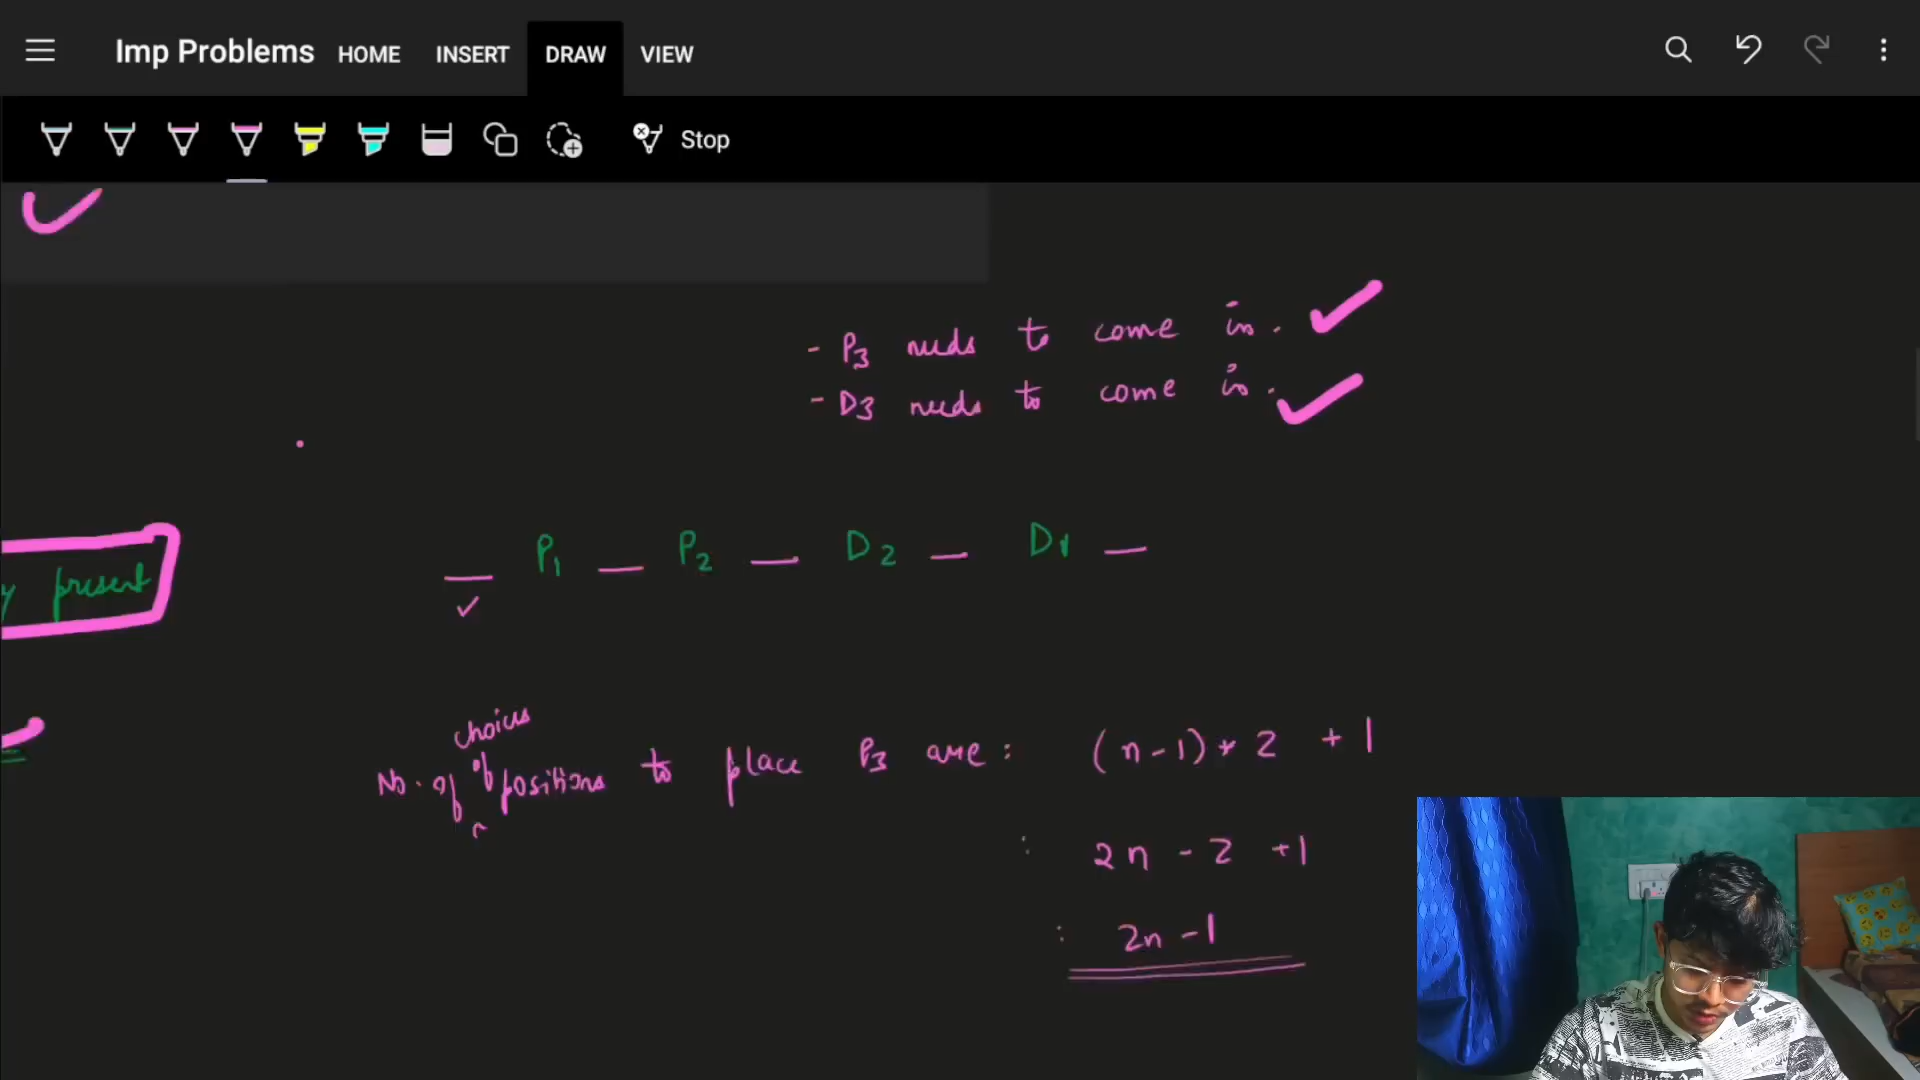 Imp Problems HOME INSERT DRAW VIEW
Stop
- P3 needs to come in.
- D3 needs to come in.
P1 P2 D2 D1
y present
choices
No. of of positions to place P3 are : (n-1) * 2 + 1
: 2n - 2 +1
: 2n - 1